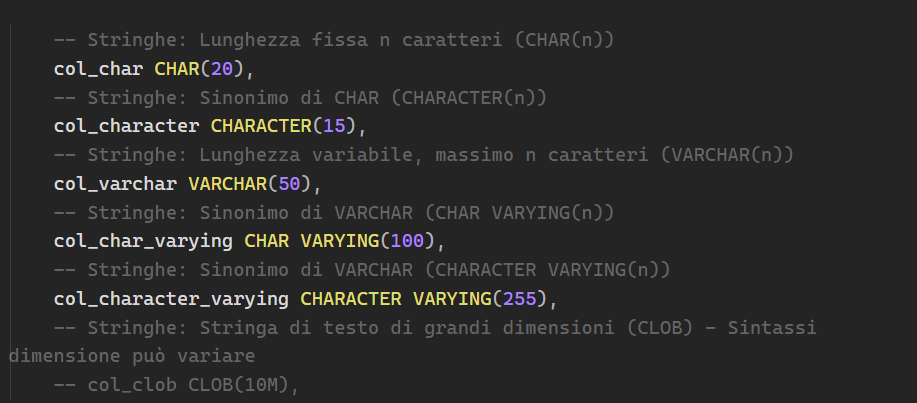 -- Stringhe: Lunghezza fissa n caratteri (CHAR(n))
col_char CHAR(20),
-- Stringhe: Sinonimo di CHAR (CHARACTER(n))
col_character CHARACTER(15),
-- Stringhe: Lunghezza variabile, massimo n caratteri (VARCHAR(n))
col_varchar VARCHAR(50),
-- Stringhe: Sinonimo di VARCHAR (CHAR VARYING(n))
col_char_varying CHAR VARYING(100),
-- Stringhe: Sinonimo di VARCHAR (CHARACTER VARYING(n))
col_character_varying CHARACTER VARYING(255),
-- Stringhe: Stringa di testo di grandi dimensioni (CLOB) - Sintassi
dimensione può variare
-- col_clob CLOB(10M),